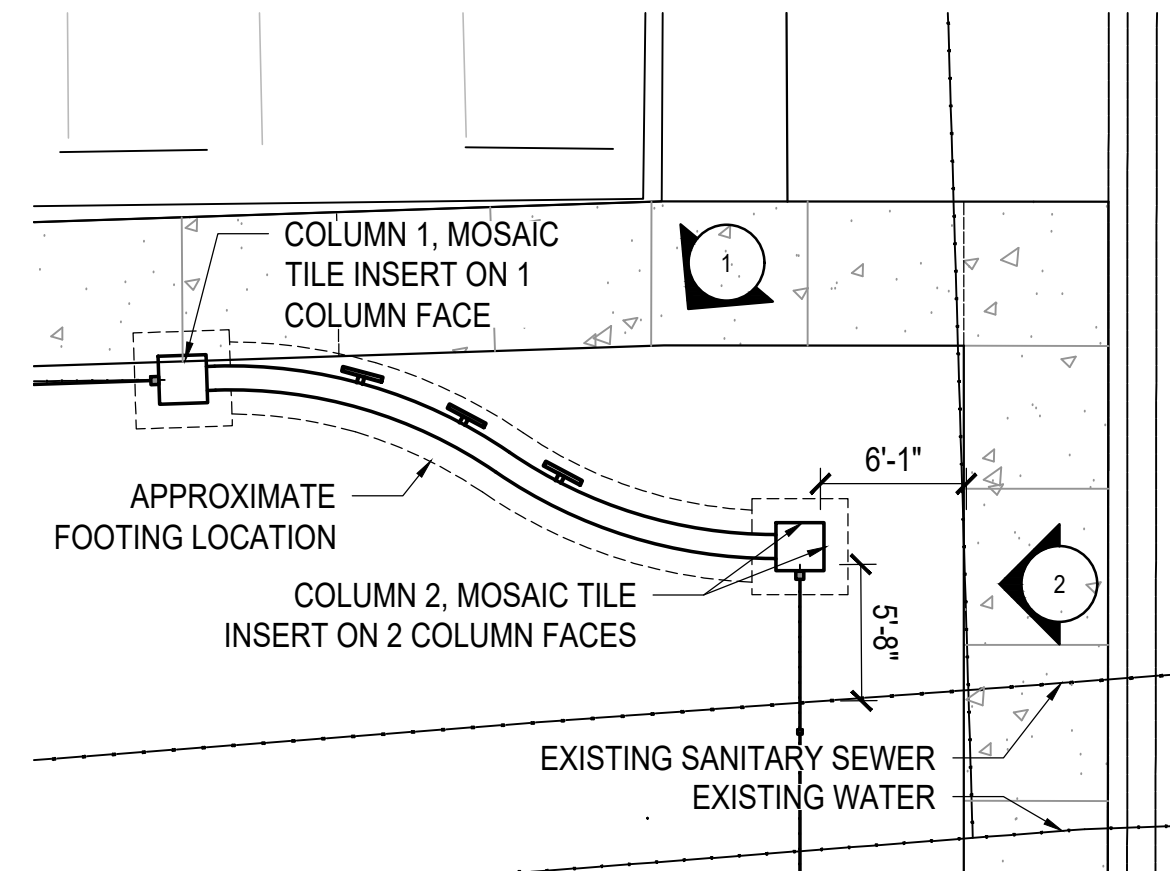 COLUMN 1, MOSAIC
TILE INSERT ON 1
COLUMN FACE
1
6'-1"
APPROXIMATE
FOOTING LOCATION
COLUMN 2, MOSAIC TILE
INSERT ON 2 COLUMN FACES
5'-8"
2
EXISTING SANITARY SEWER
EXISTING WATER